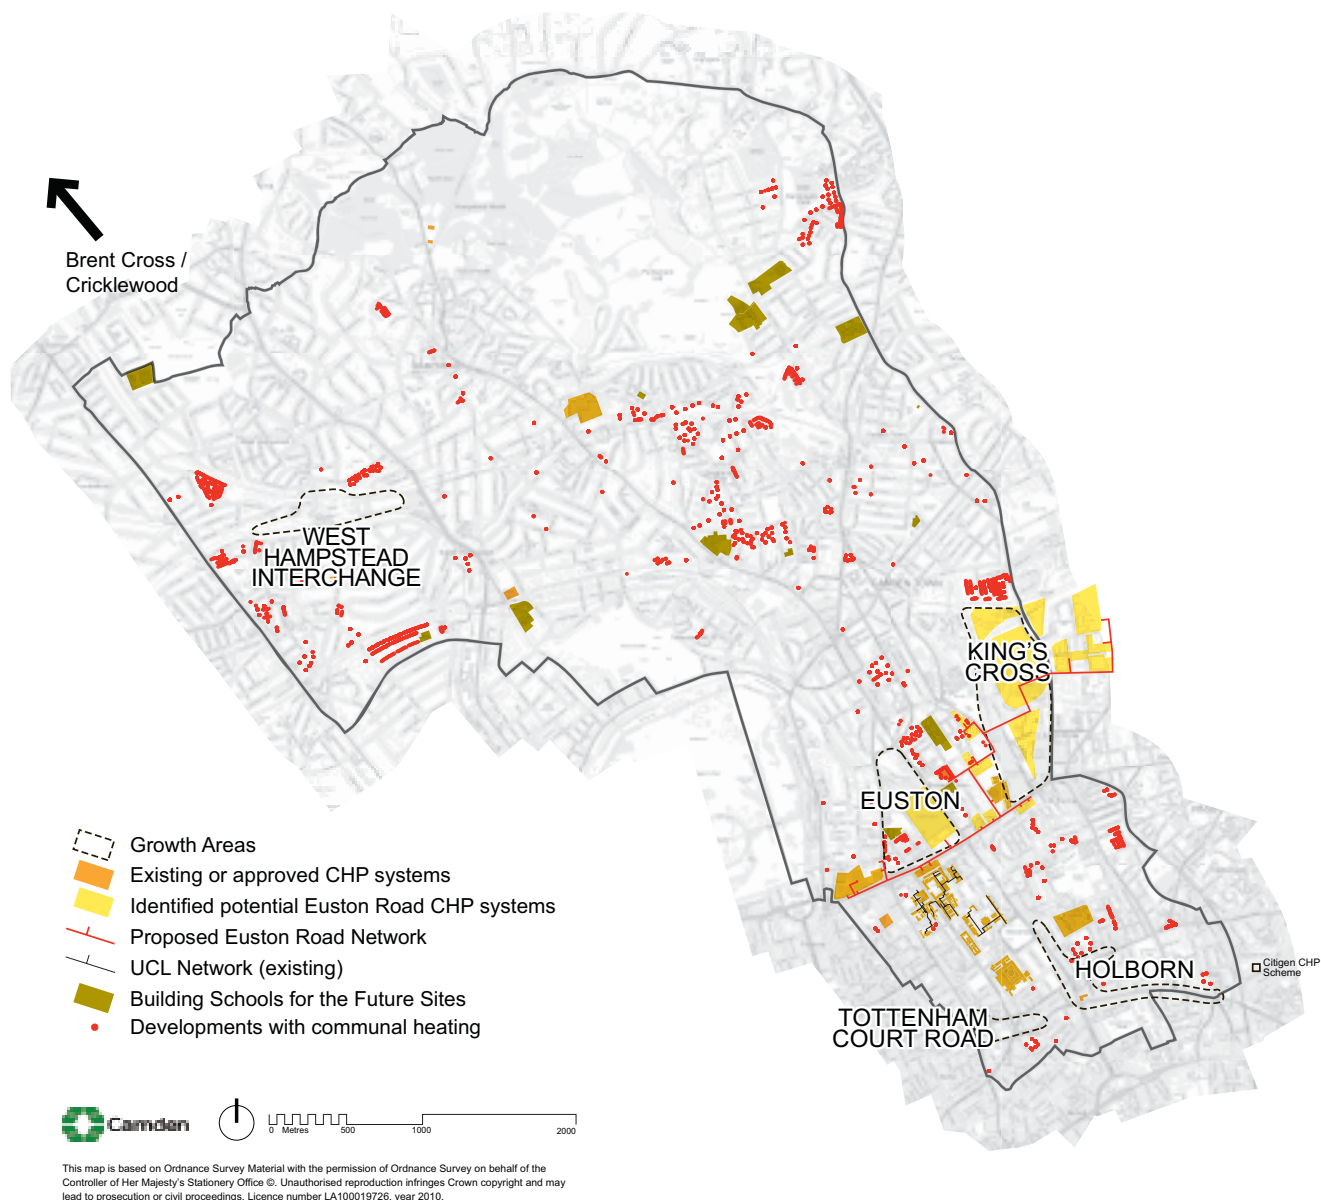 Brent Cross /
Cricklewood
WEST
HAMPSTEAD
INTERCHANGE
KING'S
CROSS
EUSTON
HOLBORN
Citigen CHP
Scheme
TOTTENHAM
COURT ROAD
Growth Areas
Existing or approved CHP systems
Identified potential Euston Road CHP systems
Proposed Euston Road Network
UCL Network (existing)
Building Schools for the Future Sites
Developments with communal heating
Camden
0 Metres 500 1000 2000
This map is based on Ordnance Survey Material with the permission of Ordnance Survey on behalf of the
Controller of Her Majesty's Stationery Office ©. Unauthorised reproduction infringes Crown copyright and may
lead to prosecution or civil proceedings. Licence number LA100019726, year 2010.